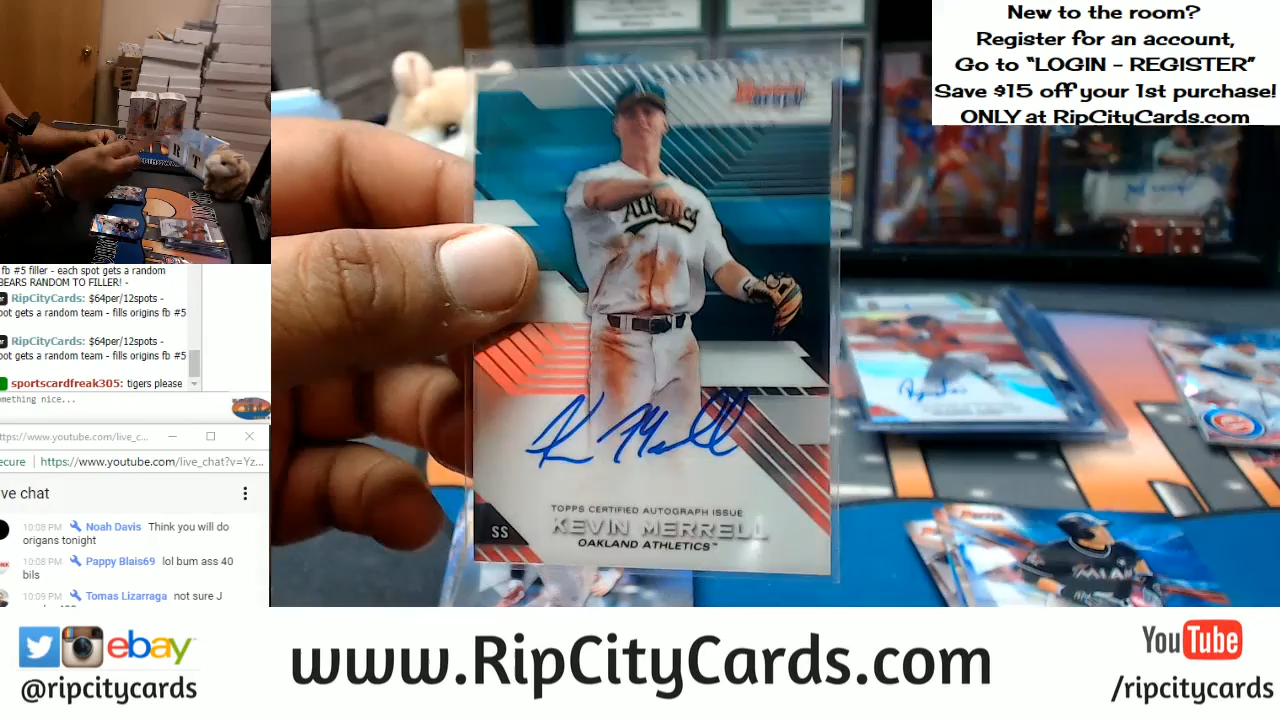 New to the room?
Register for an account,
Go to “LOGIN - REGISTER”
Save $15 off your 1st purchase!
ONLY at RipCityCards.com
fb #5 filler - each spot gets a random
BEARS RANDOM TO FILLER! -
RipCityCards: $64per/12spots -
ot gets a random team - fills origins fb #5
RipCityCards: $64per/12spots -
ot gets a random team - fills origins fb #5
sportscardfreak305: tigers please
mething nice...
ttps://www.youtube.com/live_c...
ecure https://www.youtube.com/live_chat?v=Yz...
ve chat
10:08 PM Noah Davis Think you will do
origans tonight
10:08 PM Pappy Blais69 lol bum ass 40
bils
10:09 PM Tomas Lizarraga not sure J
ATHLETICS
TOPPS CERTIFIED AUTOGRAPH ISSUE
SS KEVIN MERRELL
OAKLAND ATHLETICS™
MIAMI
ebay
@ripcitycards
www.RipCityCards.com
YouTube
/ripcitycards